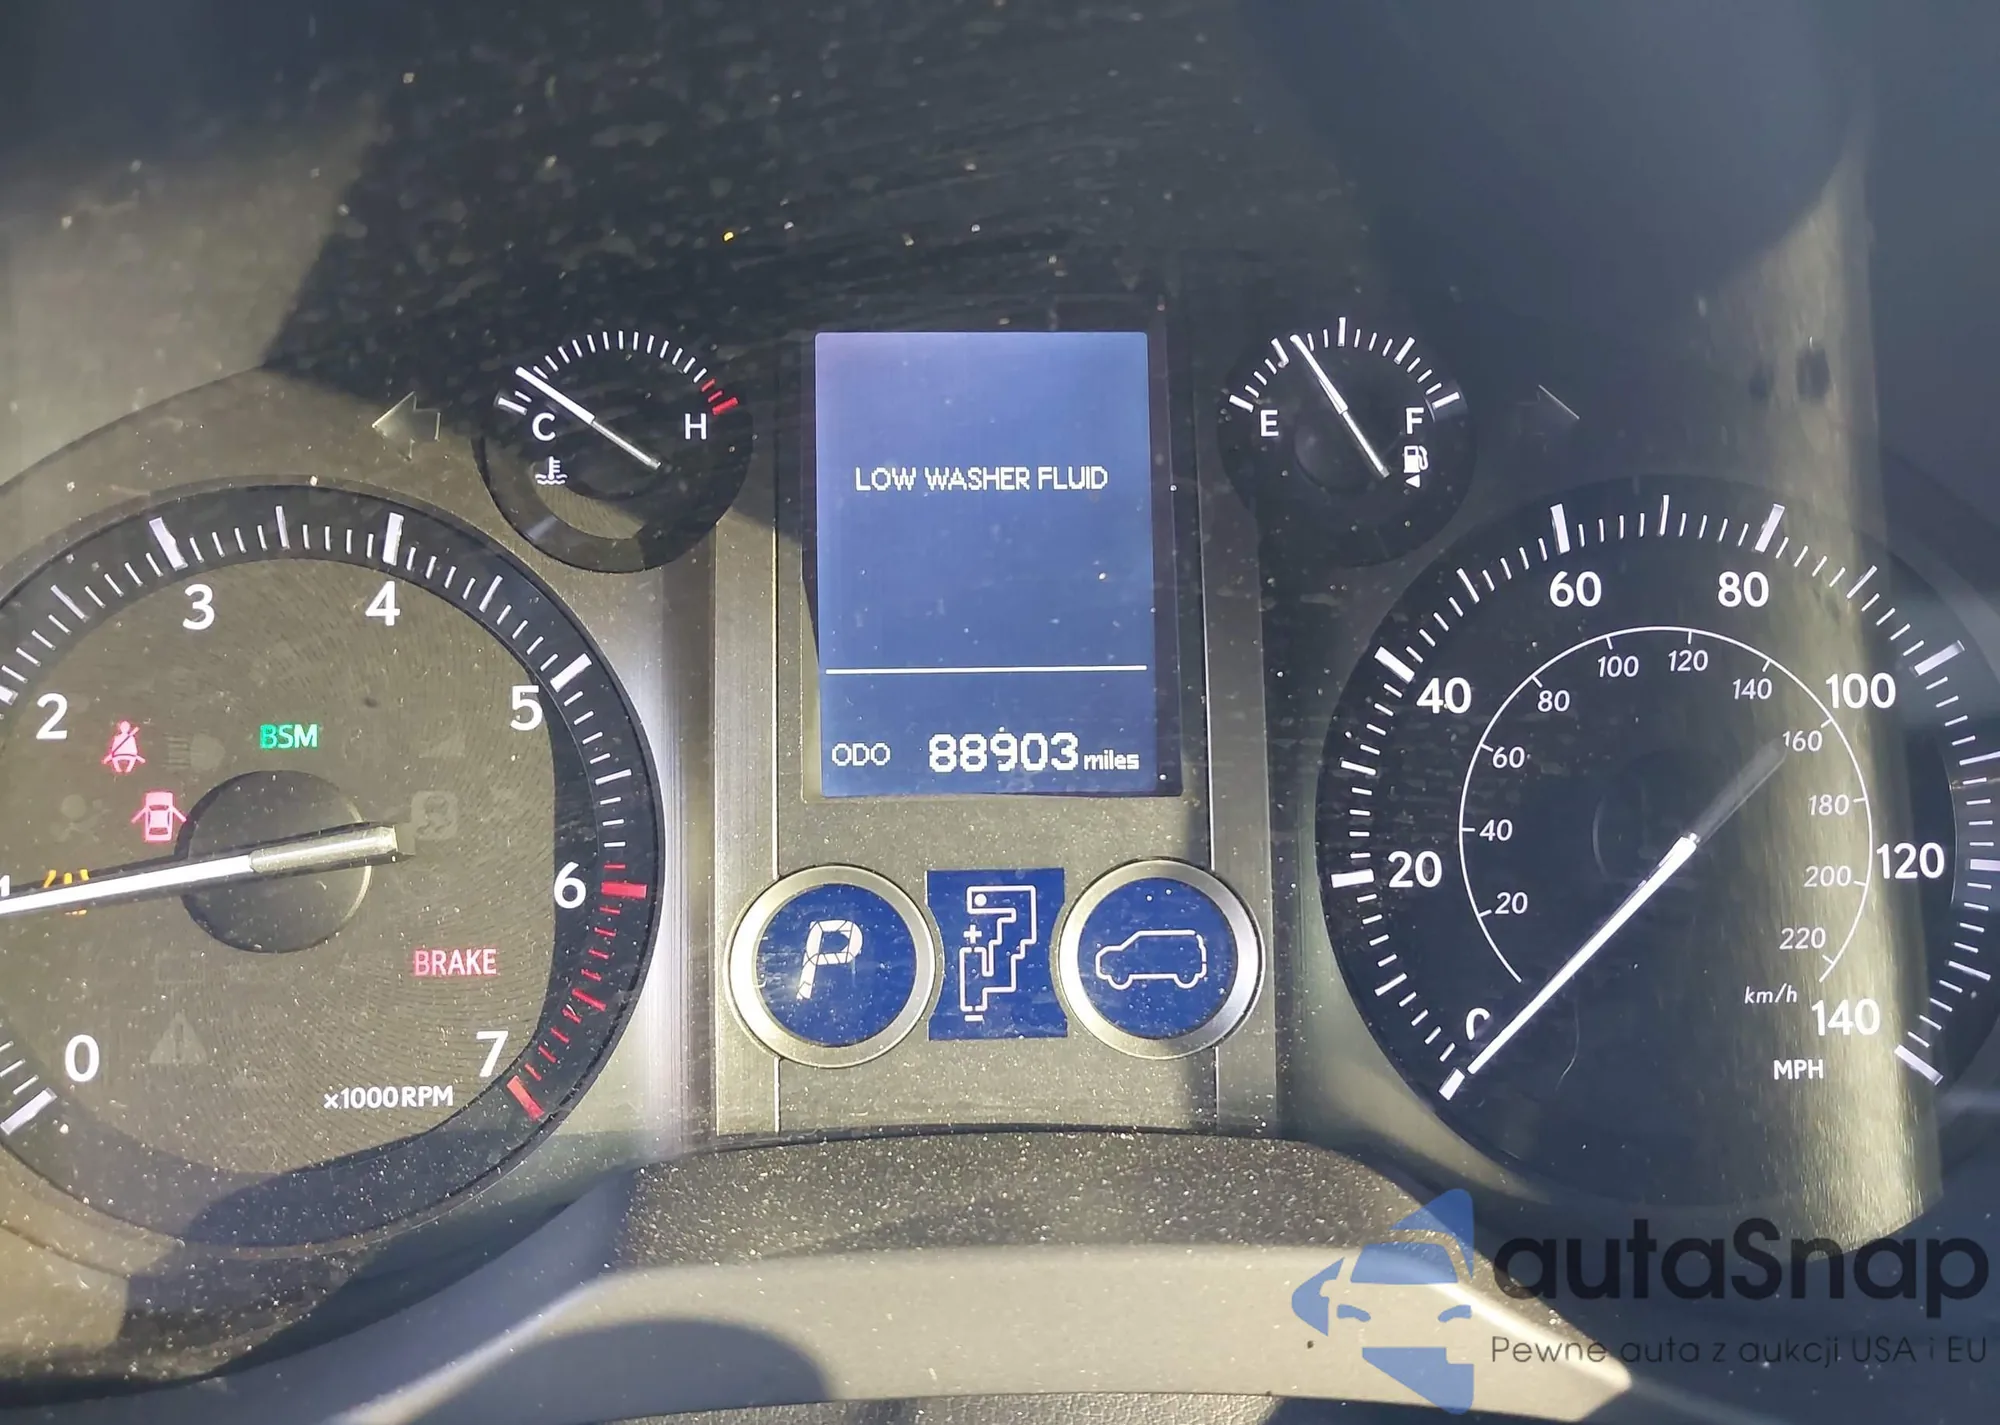 C
H
E
F
LOW WASHER FLUID
ODO 88903 miles
0
1
2
3
4
5
6
7
x1000 RPM
BSM
BRAKE
P
+
-
0
20
40
60
80
100
120
140
MPH
20
40
60
80
100
120
140
160
180
200
220
km/h
autaSnap
Pewne auta z aukcji USA i EU